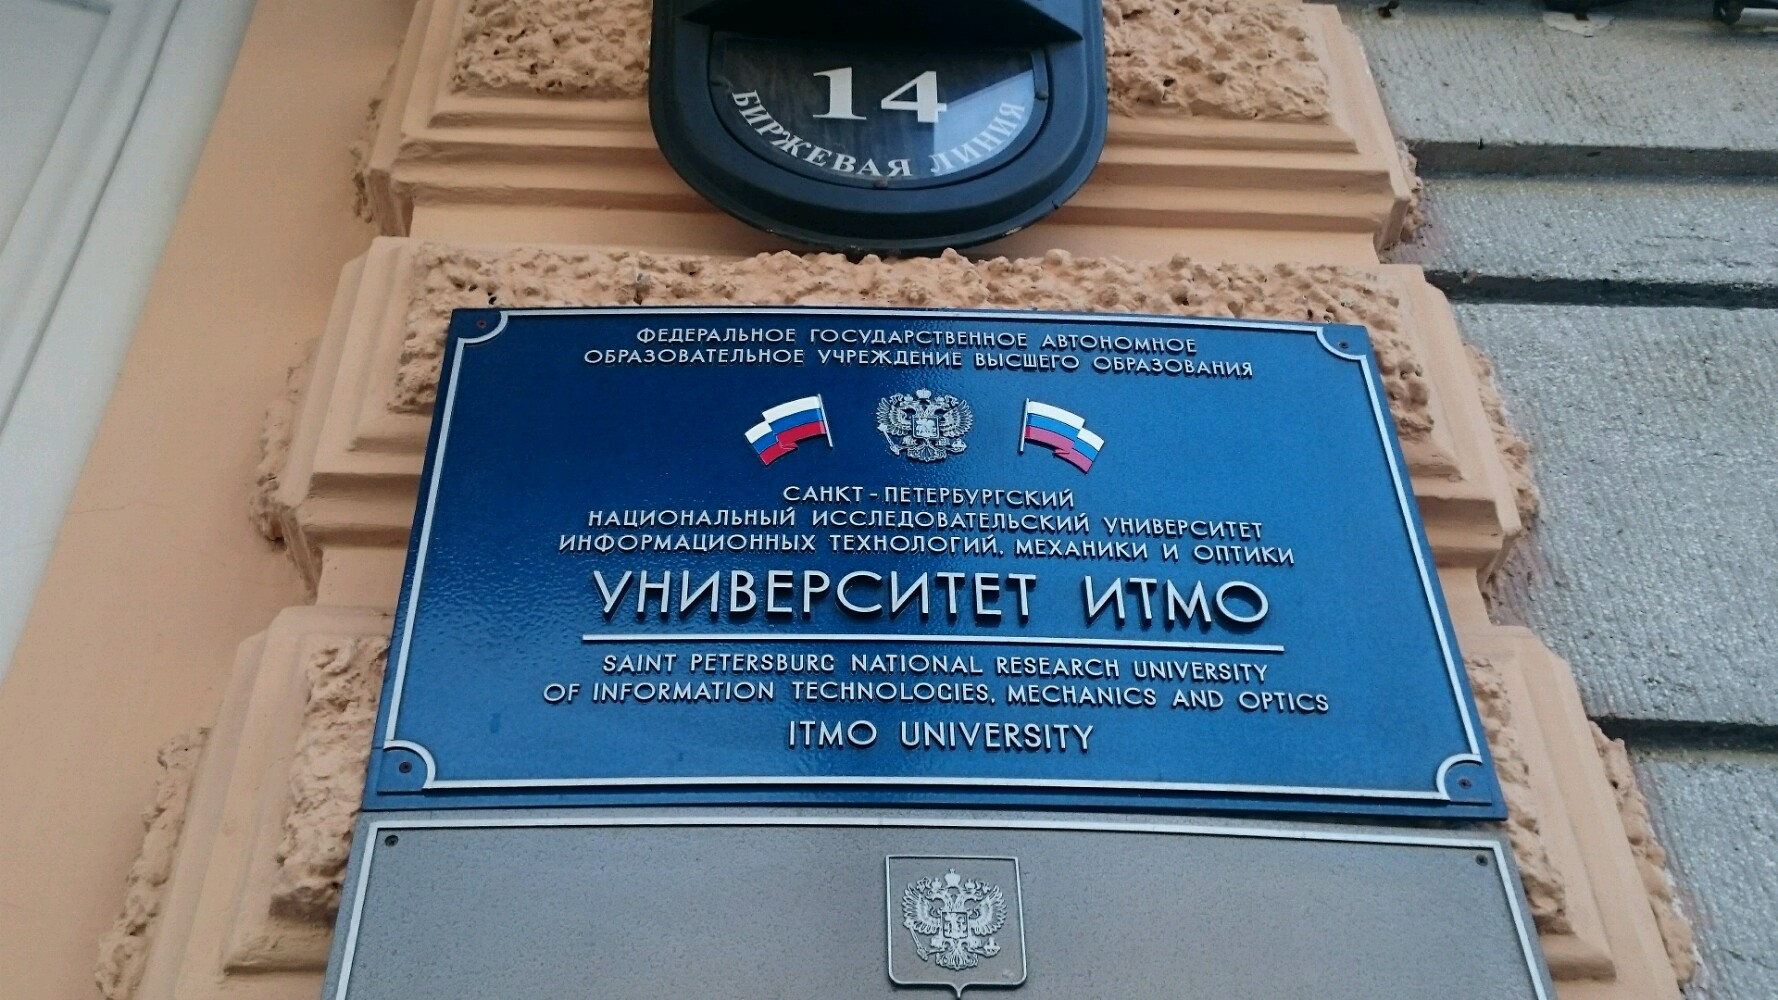 14
БИРЖЕВАЯ ЛИНИЯ
ФЕДЕРАЛЬНОЕ ГОСУДАРСТВЕННОЕ АВТОНОМНОЕ
ОБРАЗОВАТЕЛЬНОЕ УЧРЕЖДЕНИЕ ВЫСШЕГО ОБРАЗОВАНИЯ
САНКТ-ПЕТЕРБУРГСКИЙ
НАЦИОНАЛЬНЫЙ ИССЛЕДОВАТЕЛЬСКИЙ УНИВЕРСИТЕТ
ИНФОРМАЦИОННЫХ ТЕХНОЛОГИЙ, МЕХАНИКИ И ОПТИКИ
УНИВЕРСИТЕТ ИТМО
SAINT PETERSBURG NATIONAL RESEARCH UNIVERSITY
OF INFORMATION TECHNOLOGIES, MECHANICS AND OPTICS
ITMO UNIVERSITY